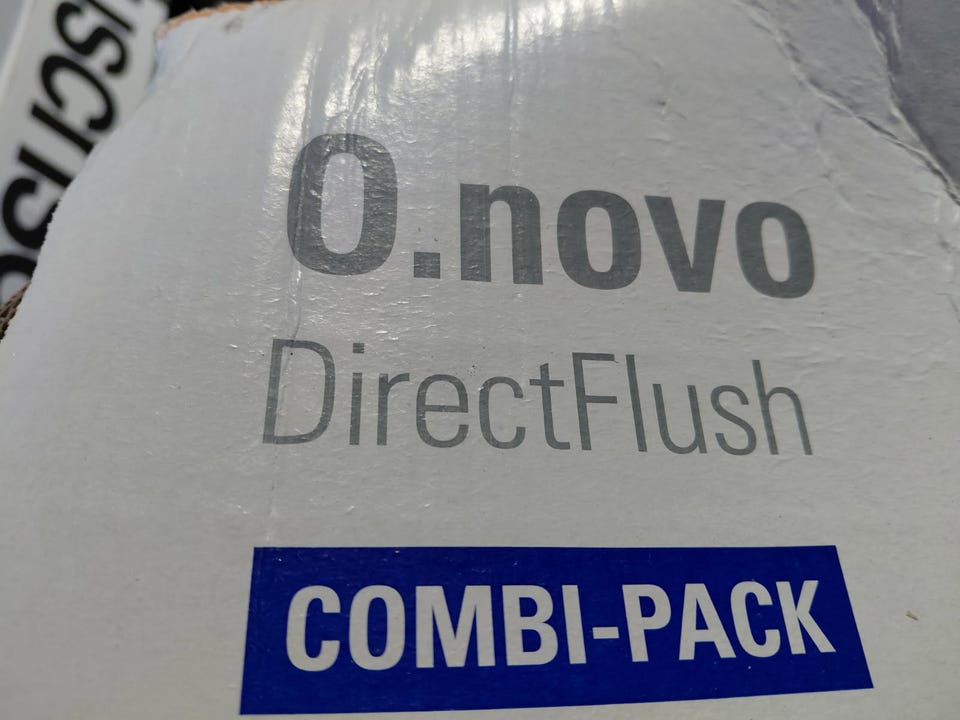 O.novo
DirectFlush
COMBI-PACK